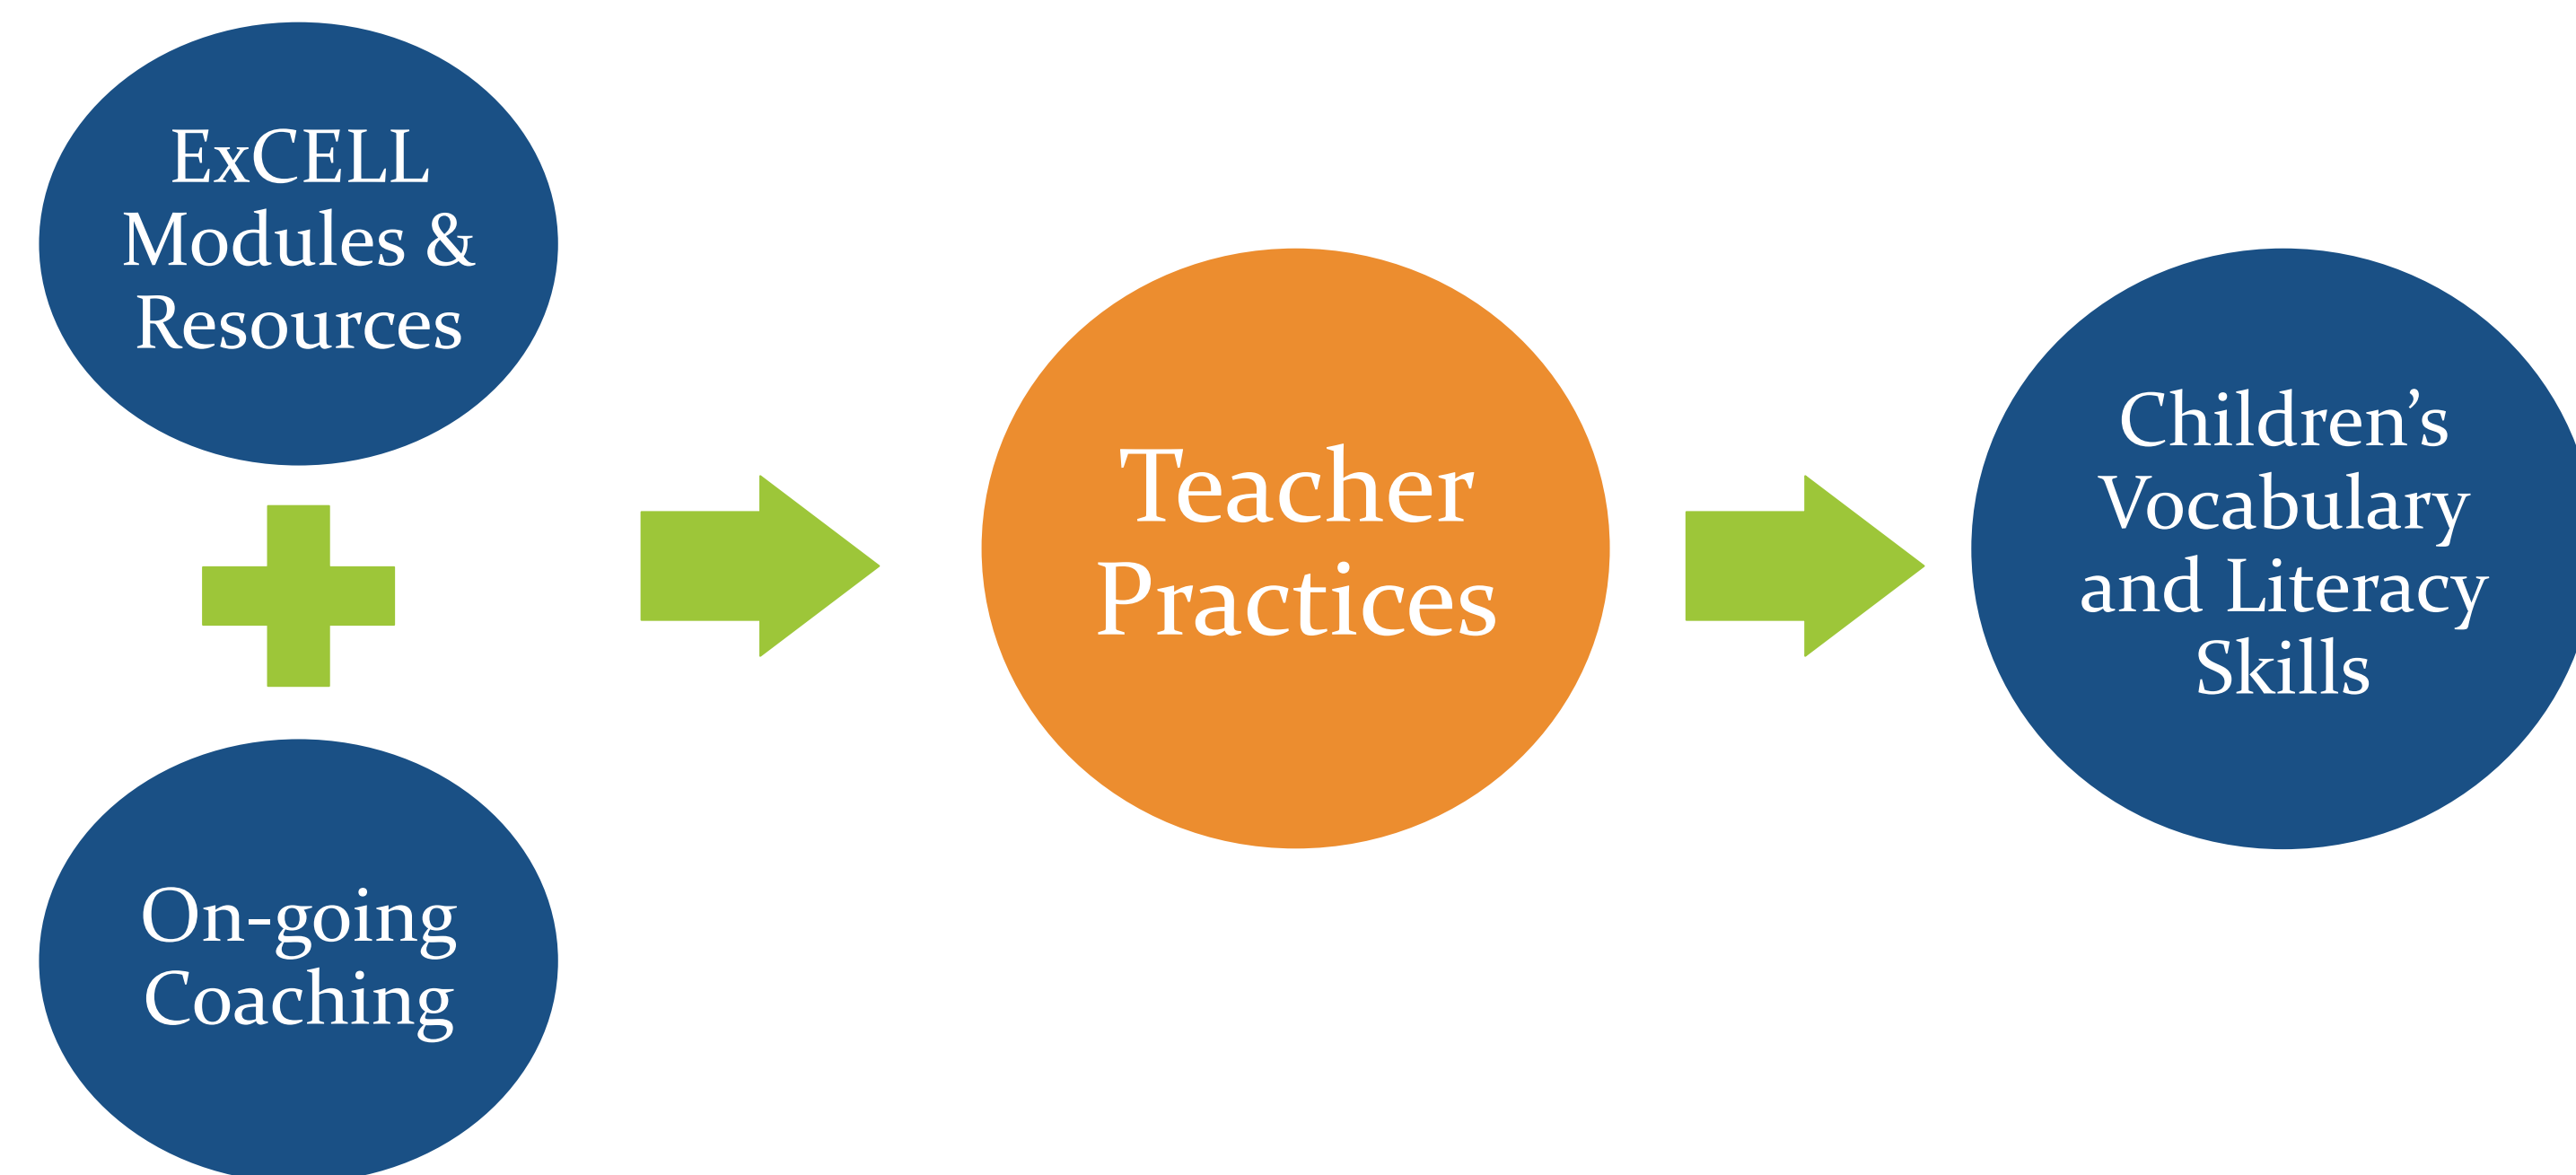 ExCELL
Modules &
Resources
On-going
Coaching
Teacher
Practices
Children’s
Vocabulary
and Literacy
Skills